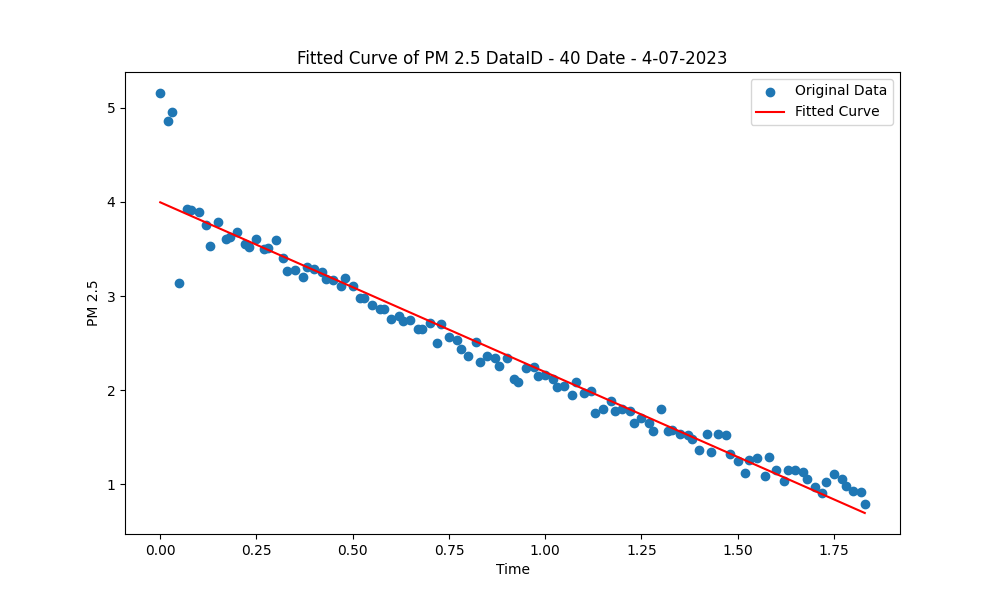 Fitted Curve of PM 2.5 DataID - 40 Date - 4-07-2023
Original Data
Fitted Curve
PM 2.5
5
4
3
2
1
0.00 0.25 0.50 0.75 1.00 1.25 1.50 1.75
Time